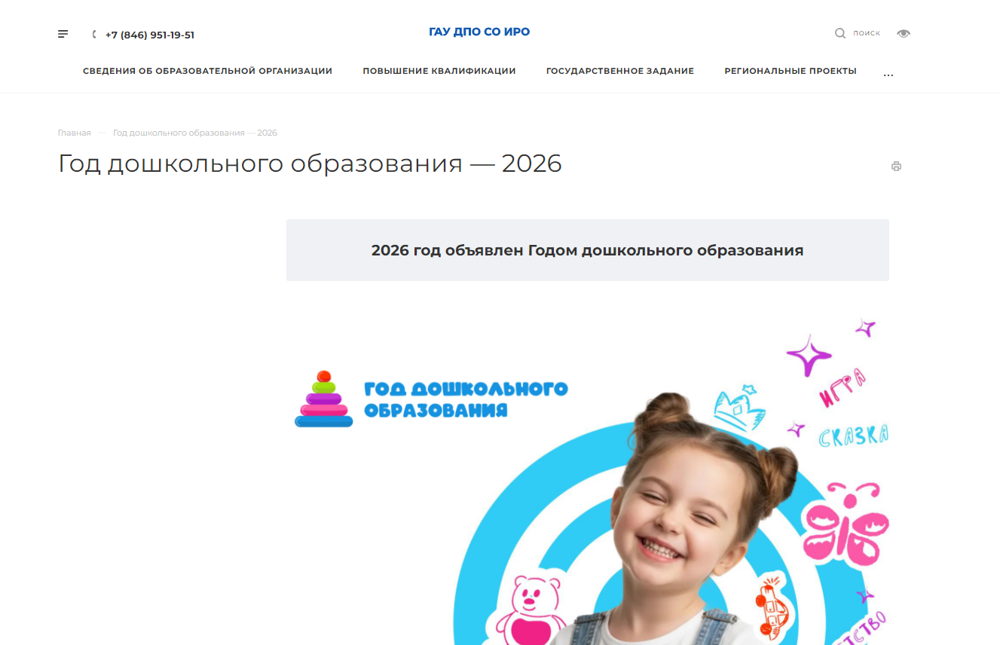 +7 (846) 951-19-51
ГАУ ДПО СО ИРО
ПОИСК
СВЕДЕНИЯ ОБ ОБРАЗОВАТЕЛЬНОЙ ОРГАНИЗАЦИИ
ПОВЫШЕНИЕ КВАЛИФИКАЦИИ
ГОСУДАРСТВЕННОЕ ЗАДАНИЕ
РЕГИОНАЛЬНЫЕ ПРОЕКТЫ
...
Главная — Год дошкольного образования — 2026
Год дошкольного образования — 2026
2026 год объявлен Годом дошкольного образования
ГОД ДОШКОЛЬНОГО
ОБРАЗОВАНИЯ
ИГРА
СКАЗКА